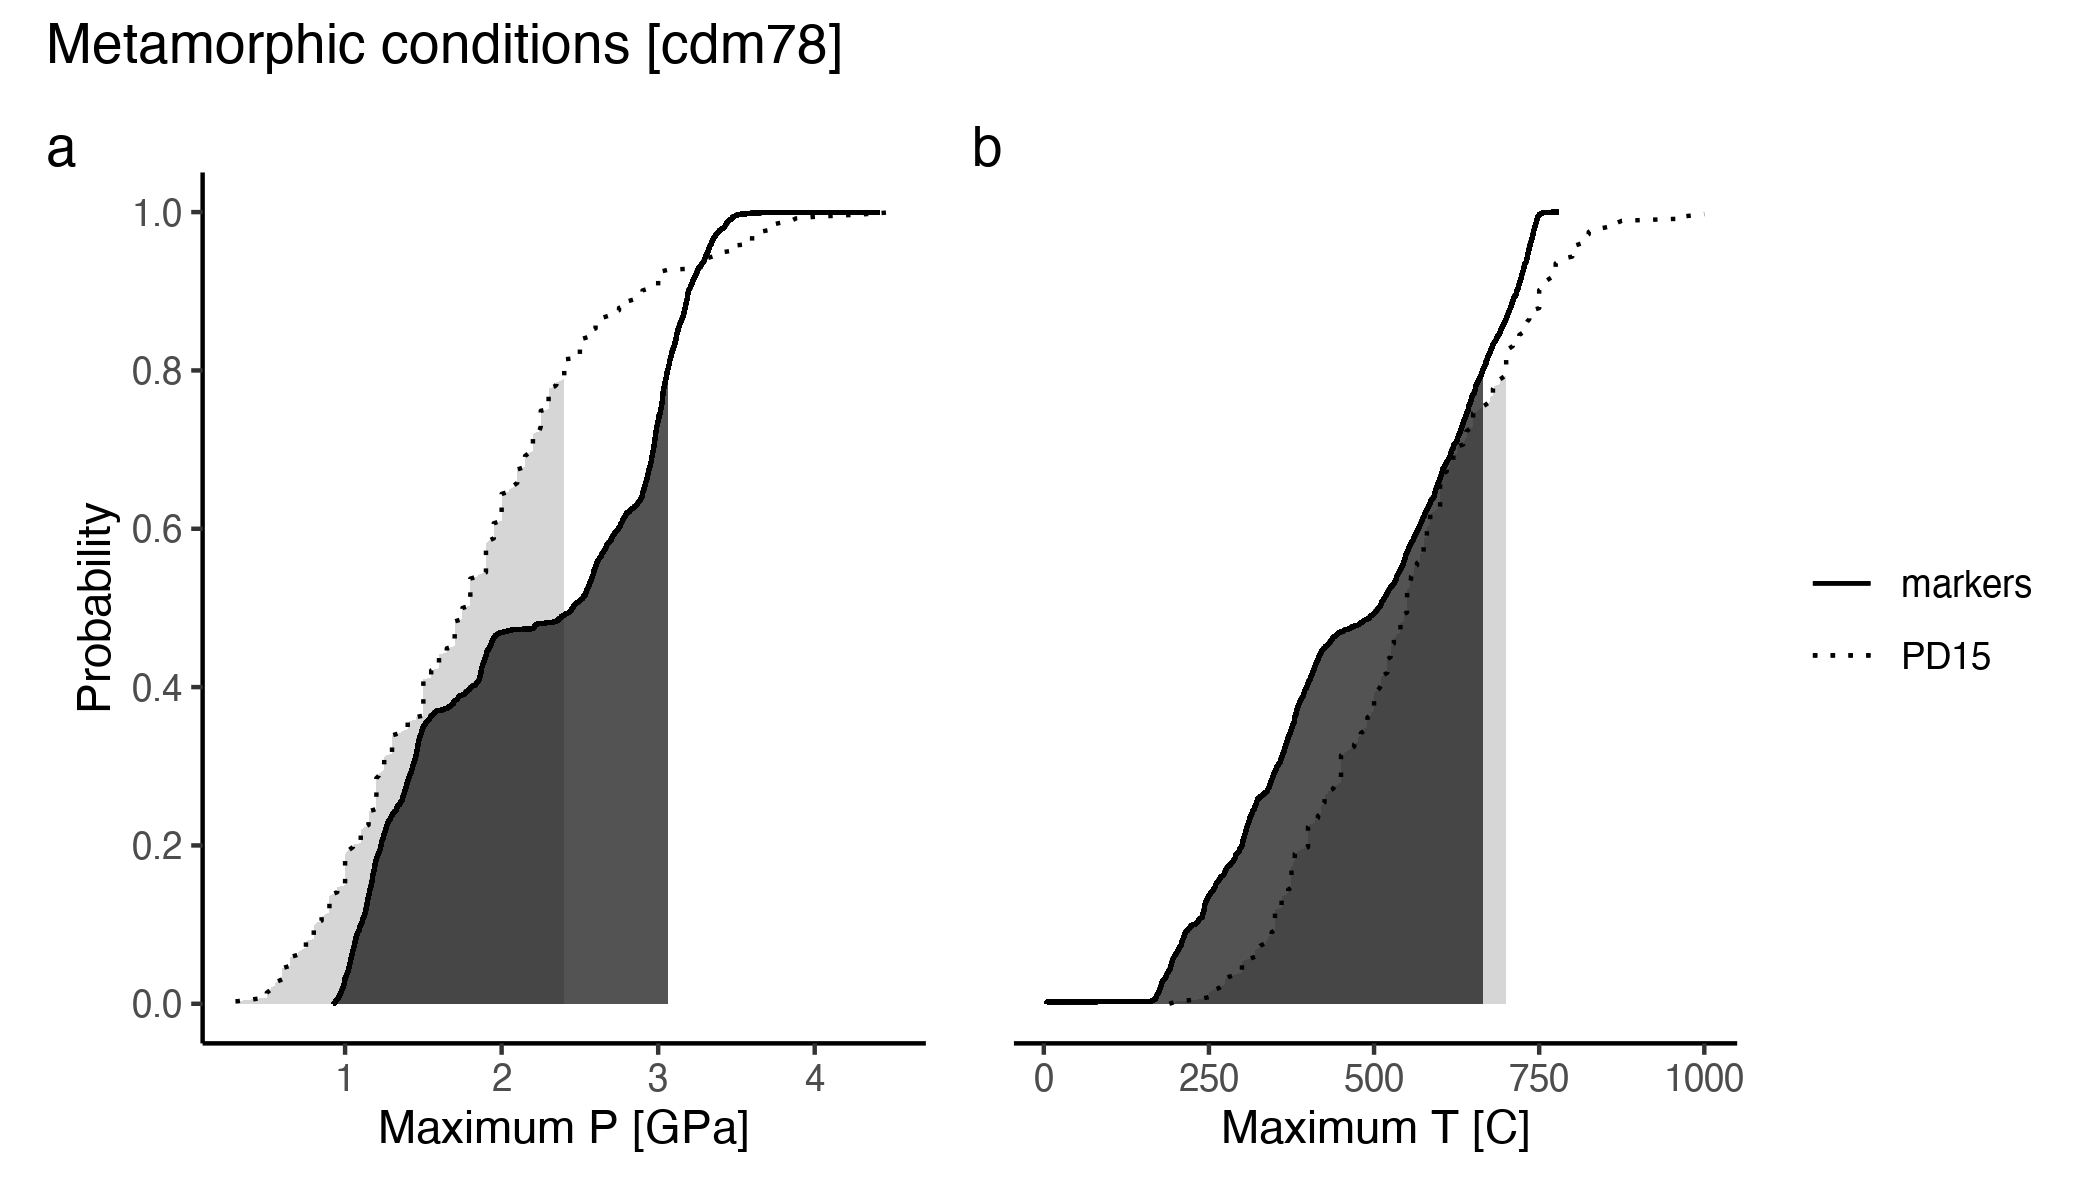 Metamorphic conditions [cdm78]
a
b
Probability
1.0
0.8
0.6
0.4
0.2
0.0
1 2 3 4
Maximum P [GPa]
0 250 500 750 1000
Maximum T [C]
markers
PD15